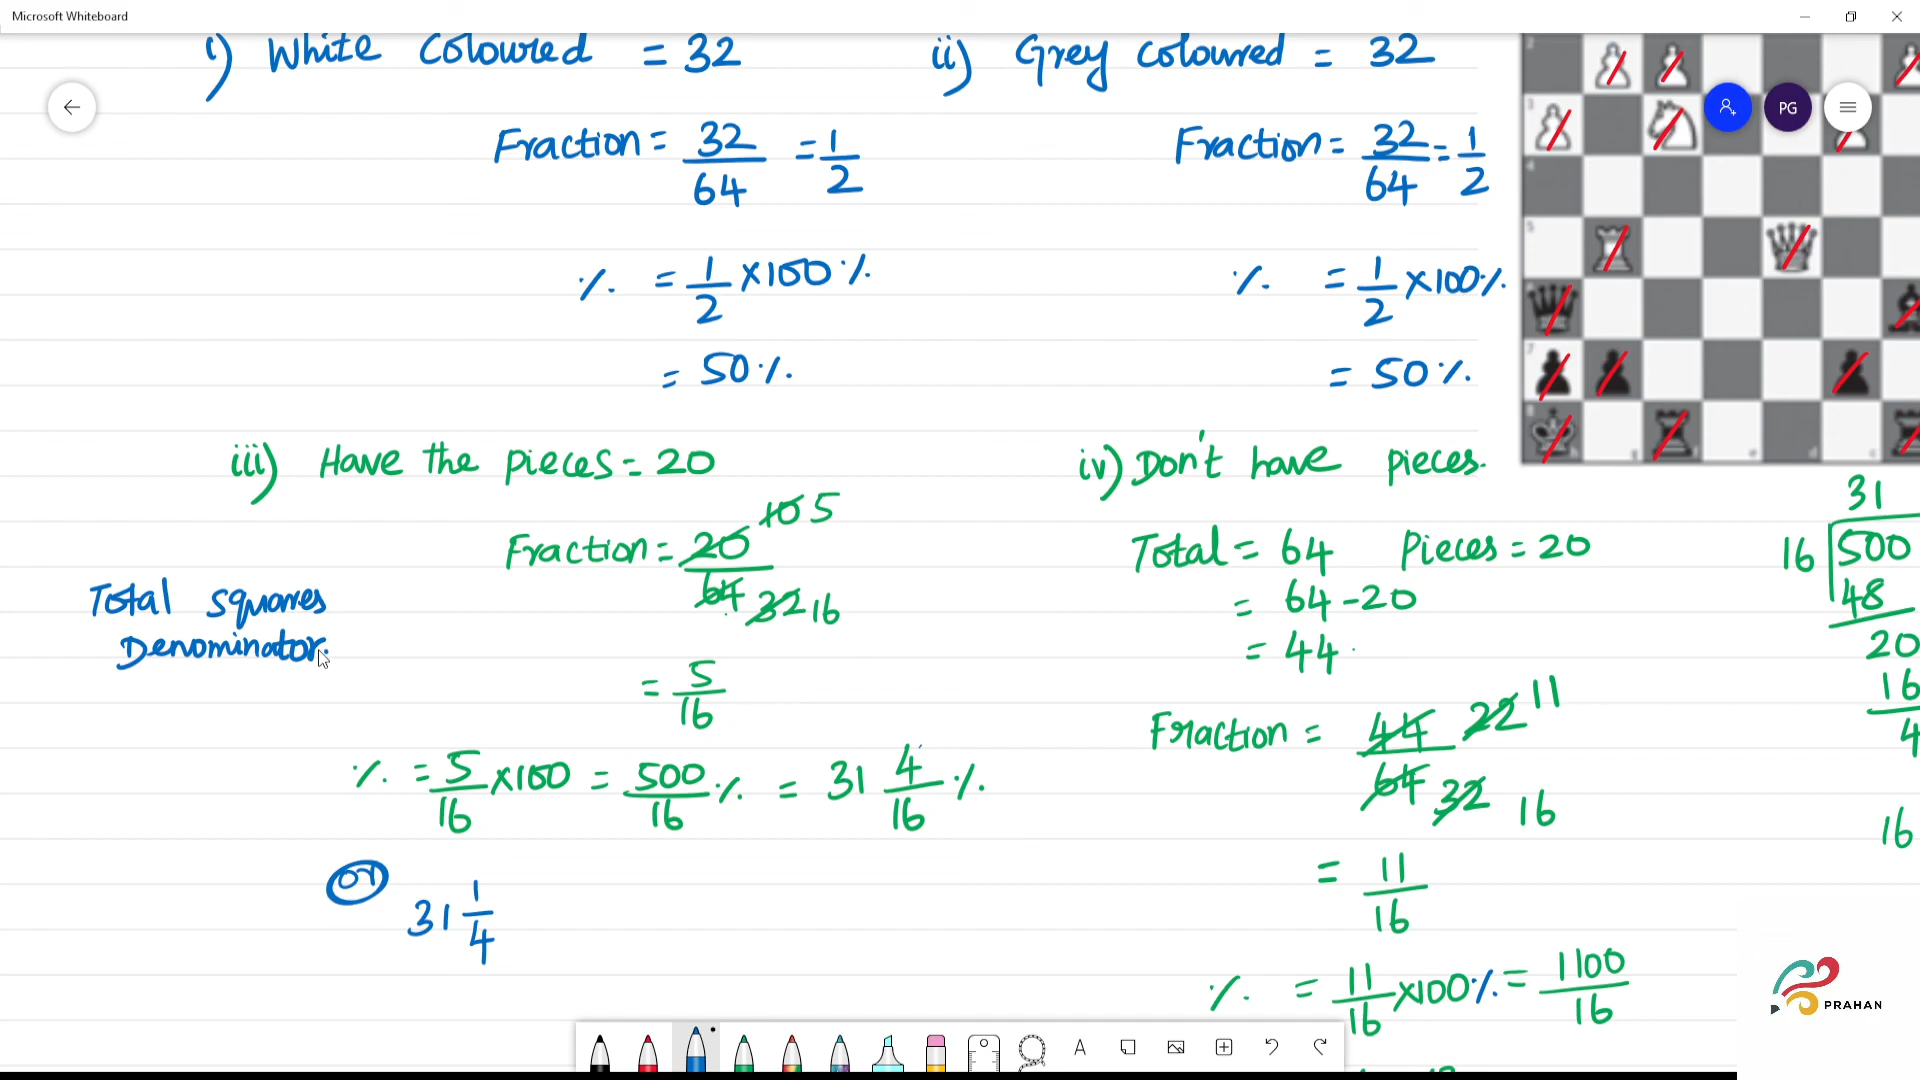 Microsoft Whiteboard
i) White Coloured = 32
Fraction = 32/64 = 1/2
% = 1/2 × 100 %
= 50 %
ii) Grey coloured = 32
Fraction = 32/64 = 1/2
% = 1/2 × 100 %
= 50 %
PG
iii) Have the pieces = 20
Fraction = 20/64 10 5 32 16
Total squares
Denominator.
= 5/16
% = 5/16 × 100 = 500/16 % = 31 4/16 %
or
31 1/4
iv) Don't have pieces.
Total = 64 Pieces = 20
= 64 - 20
= 44
Fraction = 44/64 22 11 32 16
= 11/16
% = 11/16 × 100 % = 1100/16
31
16 500
48
20
16
4
16
PRAHAN
A